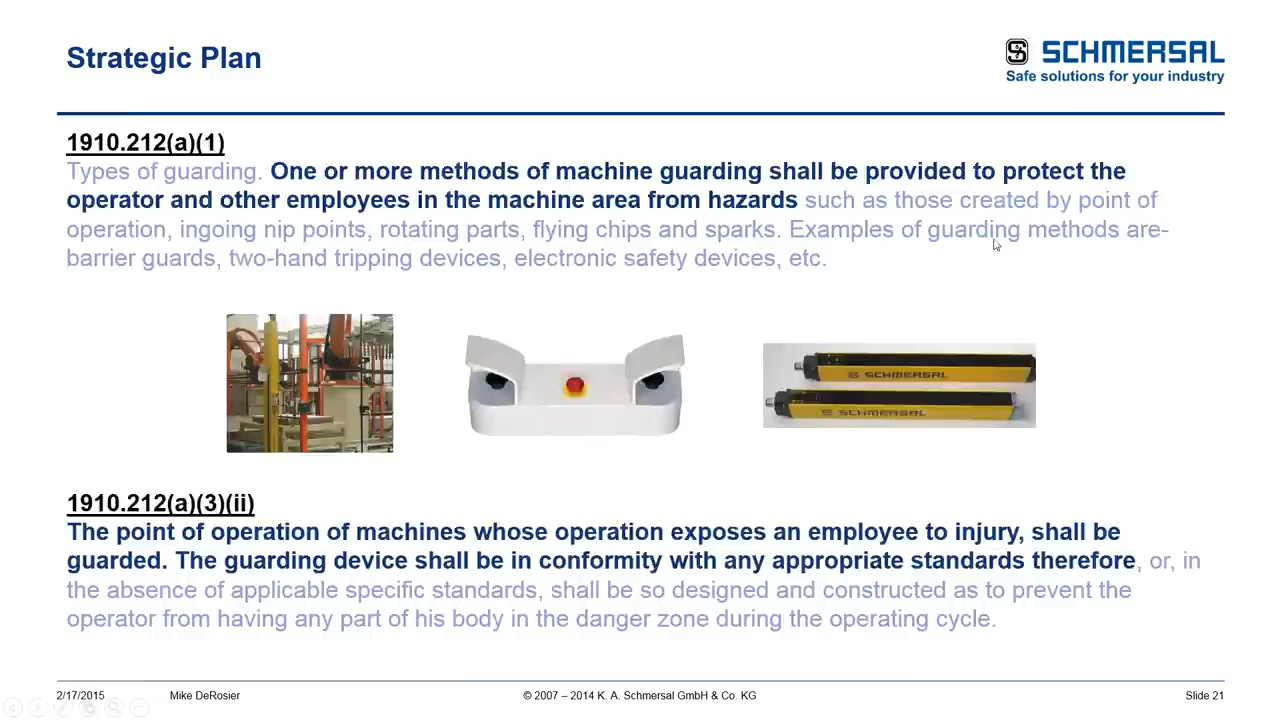 Strategic Plan
SCHMERSAL
Safe solutions for your industry
1910.212(a)(1)
Types of guarding. One or more methods of machine guarding shall be provided to protect the
operator and other employees in the machine area from hazards such as those created by point of
operation, ingoing nip points, rotating parts, flying chips and sparks. Examples of guarding methods are-
barrier guards, two-hand tripping devices, electronic safety devices, etc.
SCHMERSAL
SCHMERSAL
1910.212(a)(3)(ii)
The point of operation of machines whose operation exposes an employee to injury, shall be
guarded. The guarding device shall be in conformity with any appropriate standards therefore, or, in
the absence of applicable specific standards, shall be so designed and constructed as to prevent the
operator from having any part of his body in the danger zone during the operating cycle.
2/17/2015 Mike DeRosier © 2007 – 2014 K. A. Schmersal GmbH & Co. KG Slide 21